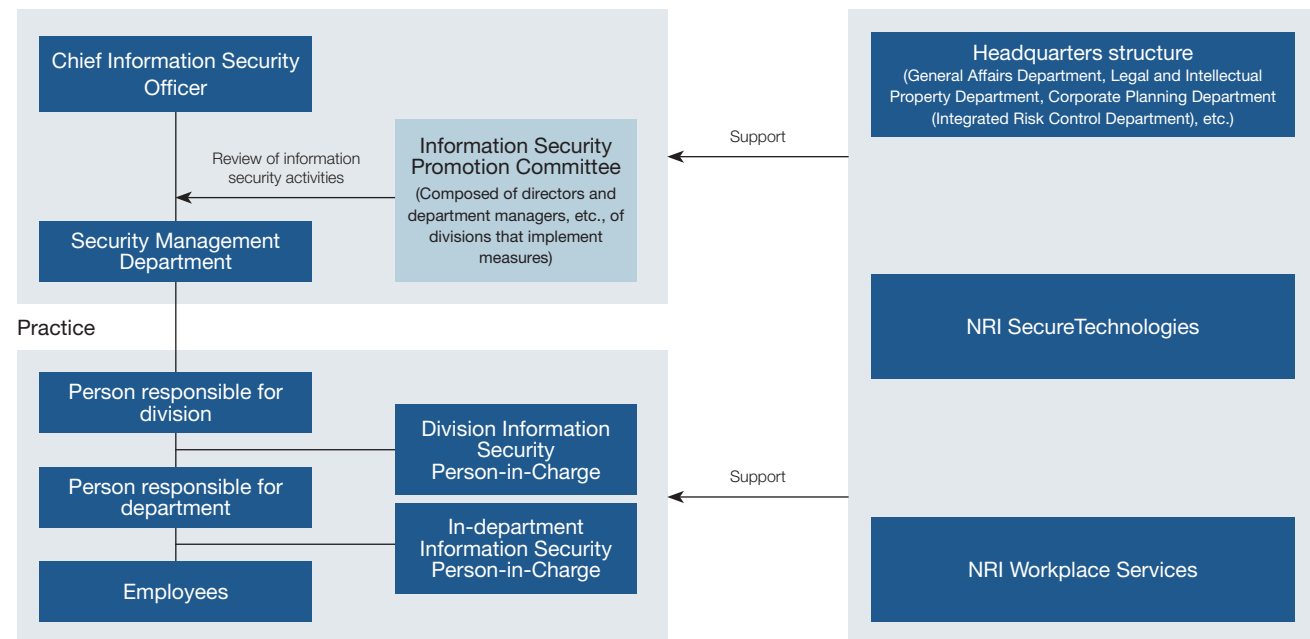 Chief Information Security
Officer
Review of information
security activities
Information Security
Promotion Committee
(Composed of directors and
department managers, etc., of
divisions that implement
measures)
Security Management
Department
Support
Headquarters structure
(General Affairs Department, Legal and Intellectual
Property Department, Corporate Planning Department
(Integrated Risk Control Department), etc.)
NRI SecureTechnologies
NRI Workplace Services
Practice
Person responsible for
division
Division Information
Security
Person-in-Charge
Person responsible for
department
In-department
Information Security
Person-in-Charge
Employees
Support